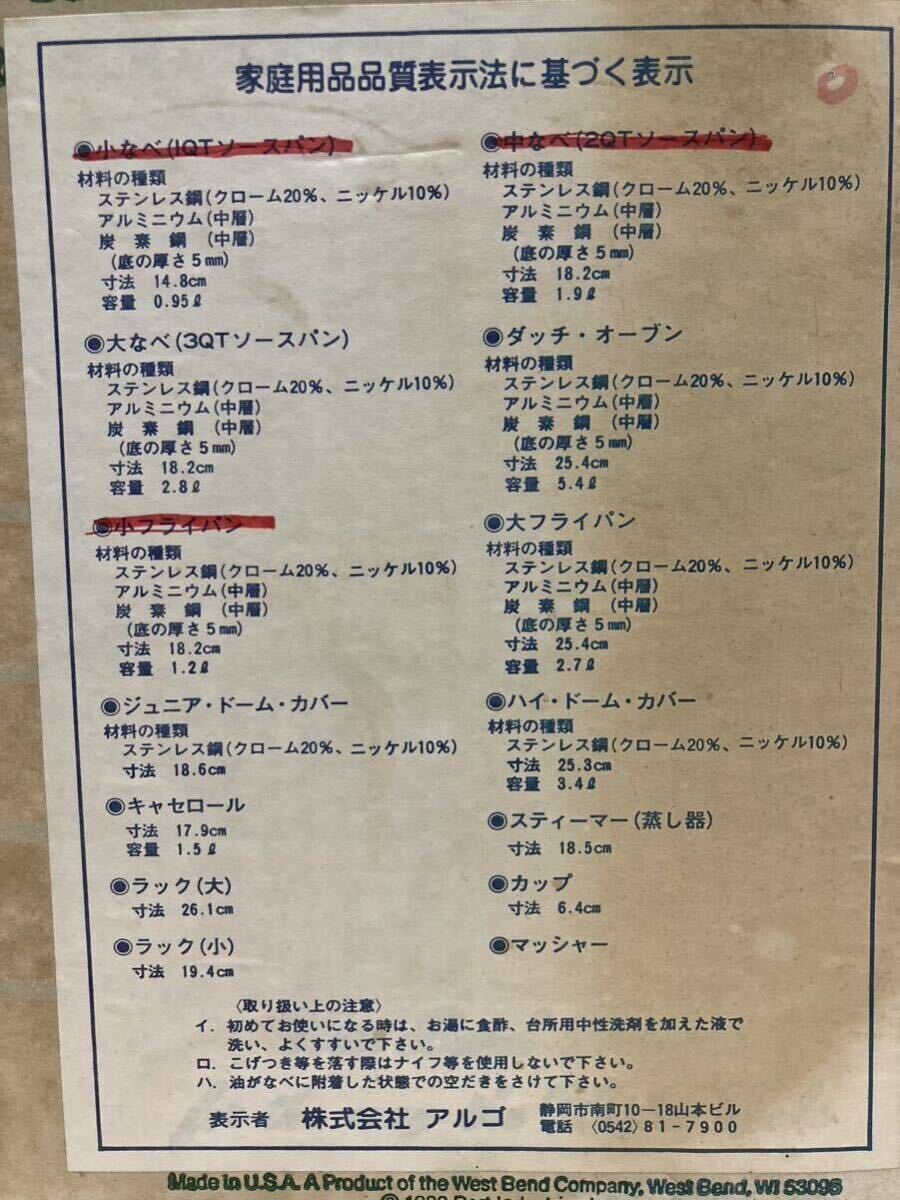 家庭用品品質表示法に基づく表示
◉小なべ(1QTソースパン)
材料の種類
ステンレス鋼(クローム20%、ニッケル10%)
アルミニウム(中層)
炭素鋼(中層)
(底の厚さ5mm)
寸法 14.8cm
容量 0.95ℓ
◉大なべ(3QTソースパン)
材料の種類
ステンレス鋼(クローム20%、ニッケル10%)
アルミニウム(中層)
炭素鋼(中層)
(底の厚さ5mm)
寸法 18.2cm
容量 2.8ℓ
◉小フライパン
材料の種類
ステンレス鋼(クローム20%、ニッケル10%)
アルミニウム(中層)
炭素鋼(中層)
(底の厚さ5mm)
寸法 18.2cm
容量 1.2ℓ
◉ジュニア・ドーム・カバー
材料の種類
ステンレス鋼(クローム20%、ニッケル10%)
寸法 18.6cm
◉キャセロール
寸法 17.9cm
容量 1.5ℓ
◉ラック(大)
寸法 26.1cm
◉ラック(小)
寸法 19.4cm
◉中なべ(2QTソースパン)
材料の種類
ステンレス鋼(クローム20%、ニッケル10%)
アルミニウム(中層)
炭素鋼(中層)
(底の厚さ5mm)
寸法 18.2cm
容量 1.9ℓ
◉ダッチ・オーブン
材料の種類
ステンレス鋼(クローム20%、ニッケル10%)
アルミニウム(中層)
炭素鋼(中層)
(底の厚さ5mm)
寸法 25.4cm
容量 5.4ℓ
◉大フライパン
材料の種類
ステンレス鋼(クローム20%、ニッケル10%)
アルミニウム(中層)
炭素鋼(中層)
(底の厚さ5mm)
寸法 25.4cm
容量 2.7ℓ
◉ハイ・ドーム・カバー
材料の種類
ステンレス鋼(クローム20%、ニッケル10%)
寸法 25.3cm
容量 3.4ℓ
◉スティーマー(蒸し器)
寸法 18.5cm
◉カップ
寸法 6.4cm
◉マッシャー
〈取り扱い上の注意〉
イ. 初めてお使いになる時は、お湯に食酢、台所用中性洗剤を加えた液で
洗い、よくすすいで下さい。
ロ. こげつき等を落す際はナイフ等を使用しないで下さい。
ハ. 油がなべに附着した状態での空だきをさけて下さい。
表示者 株式会社 アルゴ
静岡市南町10-18山本ビル
電話 〈0542〉81-7900
Made in U.S.A. A Product of the West Bend Company, West Bend, WI 53095